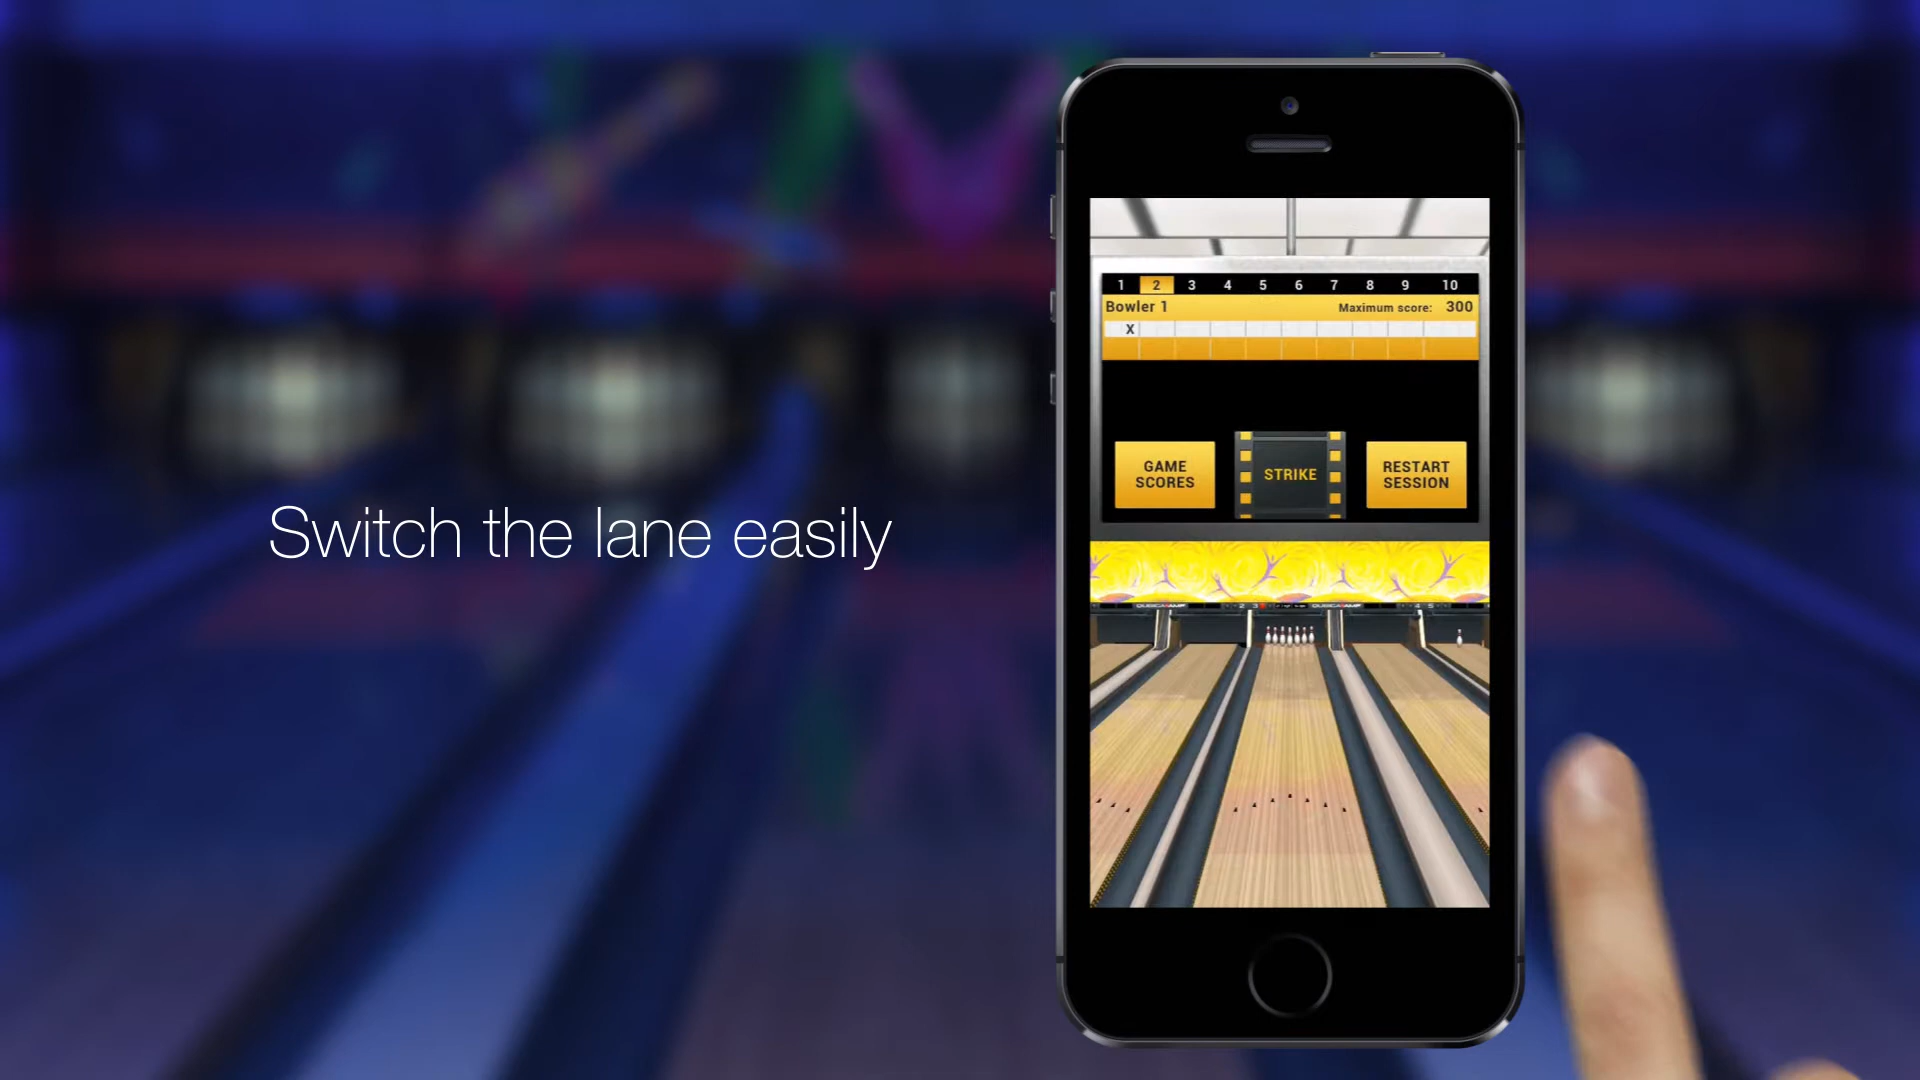 Switch the lane easily
1 2 3 4 5 6 7 8 9 10
Bowler 1 Maximum score: 300
X
GAME
SCORES
STRIKE
RESTART
SESSION